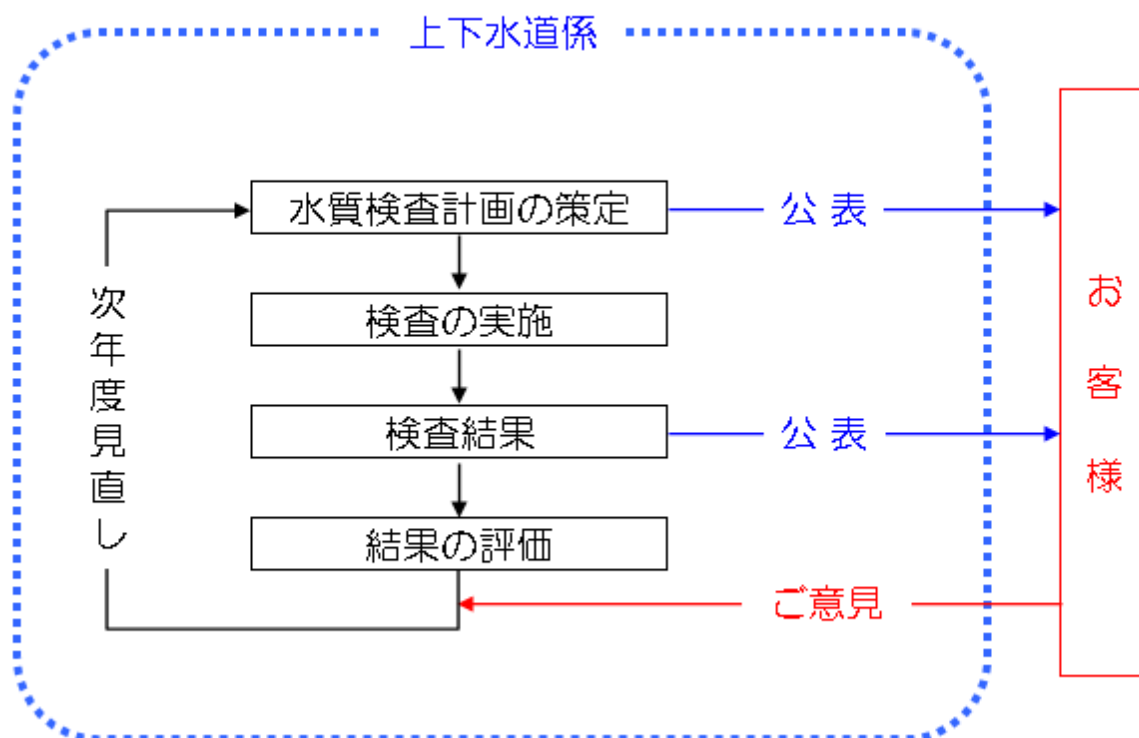 上下水道係
水質検査計画の策定
公表
検査の実施
検査結果
公表
結果の評価
ご意見
次年度見直し
お客様